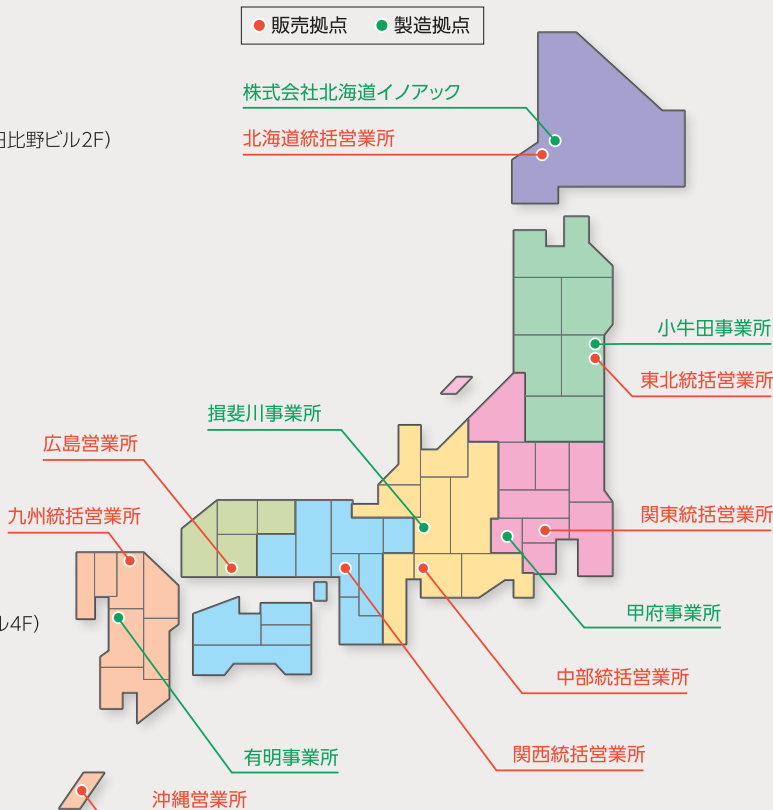 販売拠点 製造拠点
株式会社北海道イノアック
日比野ビル2F)
北海道統括営業所
小牛田事業所
東北統括営業所
揖斐川事業所
広島営業所
九州統括営業所
関東統括営業所
甲府事業所
ル4F)
中部統括営業所
関西統括営業所
有明事業所
沖縄営業所